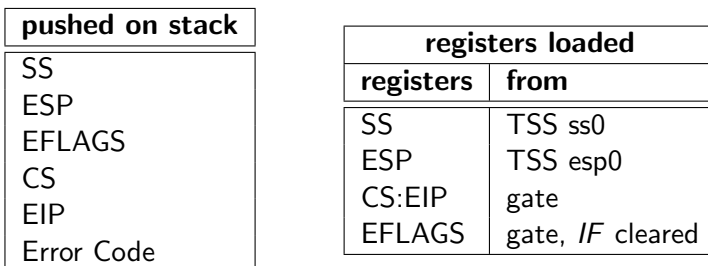 pushed on stack
SS
ESP
EFLAGS
CS
EIP
Error Code
registers loaded
registers from
SS TSS ss0
ESP TSS esp0
CS:EIP gate
EFLAGS gate, IF cleared